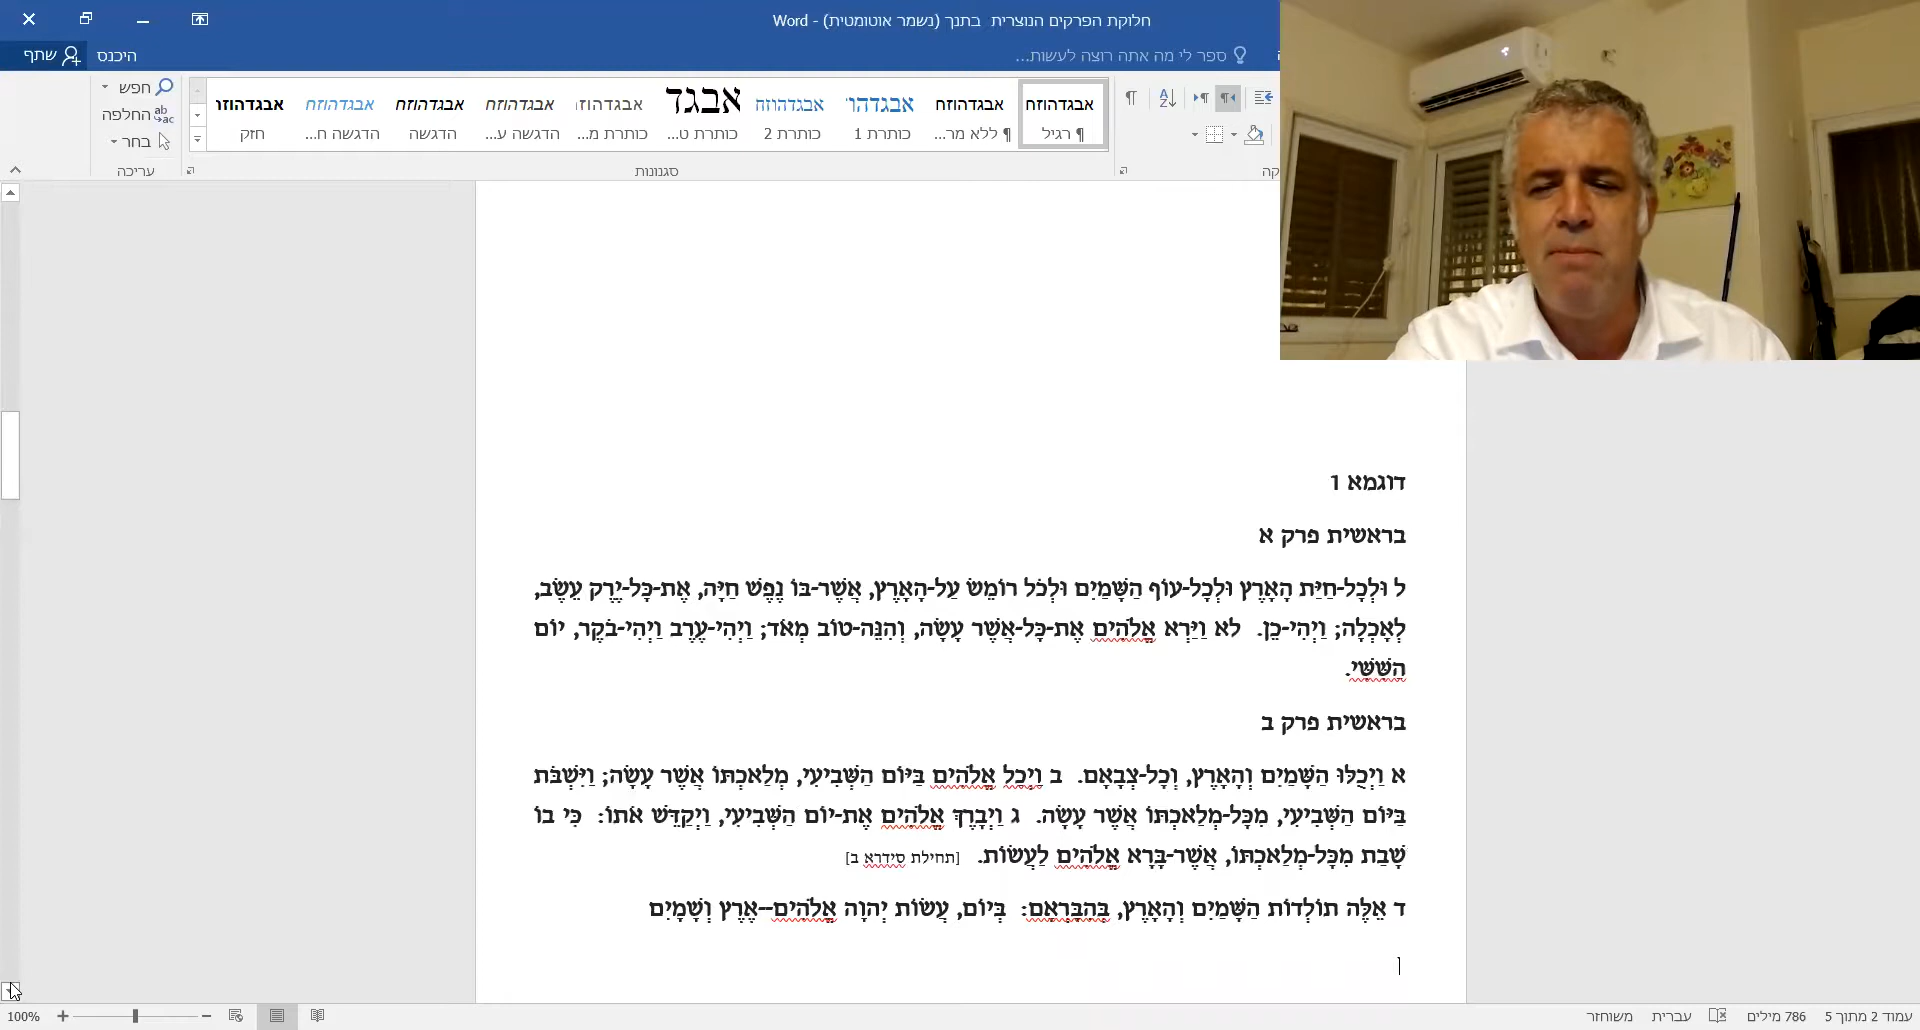 חלוקת הפרקים הנוצרית בתנך (נשמר אוטומטית) - Word
ספר לי מה אתה רוצה לעשות...
היכנס
שתף
אבגדהוזח אבגדהוזח אבגדהו אבגדהוזח אבגד אבגדהוז אבגדהוזח אבגדהוזח אבגדהוזח אבגדהוזח
¶ רגיל ¶ ללא מר... כותרת 1 כותרת 2 כותרת ט... כותרת מ... הדגשה ע... הדגשה הדגשה ח... חזק
חפש
החלפה
בחר
סגנונות
עריכה
דוגמא 1
בראשית פרק א
ל וּלְכָל-חַיַּת הָאָרֶץ וּלְכָל-עוֹף הַשָּׁמַיִם וּלְכֹל רוֹמֵשׂ עַל-הָאָרֶץ, אֲשֶׁר-בּוֹ נֶפֶשׁ חַיָּה, אֶת-כָּל-יֶרֶק עֵשֶׂב,
לְאָכְלָה; וַיְהִי-כֵן. לא וַיַּרְא אֱלֹהִים אֶת-כָּל-אֲשֶׁר עָשָׂה, וְהִנֵּה-טוֹב מְאֹד; וַיְהִי-עֶרֶב וַיְהִי-בֹקֶר, יוֹם
הַשִּׁשִּׁי.
בראשית פרק ב
א וַיְכֻלּוּ הַשָּׁמַיִם וְהָאָרֶץ, וְכָל-צְבָאָם. ב וַיְכַל אֱלֹהִים בַּיּוֹם הַשְּׁבִיעִי, מְלַאכְתּוֹ אֲשֶׁר עָשָׂה; וַיִּשְׁבֹּת
בַּיּוֹם הַשְּׁבִיעִי, מִכָּל-מְלַאכְתּוֹ אֲשֶׁר עָשָׂה. ג וַיְבָרֶךְ אֱלֹהִים אֶת-יוֹם הַשְּׁבִיעִי, וַיְקַדֵּשׁ אֹתוֹ: כִּי בוֹ
שָׁבַת מִכָּל-מְלַאכְתּוֹ, אֲשֶׁר-בָּרָא אֱלֹהִים לַעֲשׂוֹת. [תחילת סידרא ב]
ד אֵלֶּה תוֹלְדוֹת הַשָּׁמַיִם וְהָאָרֶץ, בְּהִבָּרְאָם: בְּיוֹם, עֲשׂוֹת יְהוָה אֱלֹהִים--אֶרֶץ וְשָׁמָיִם
עמוד 2 מתוך 5 786 מילים עברית משוחזר
100%